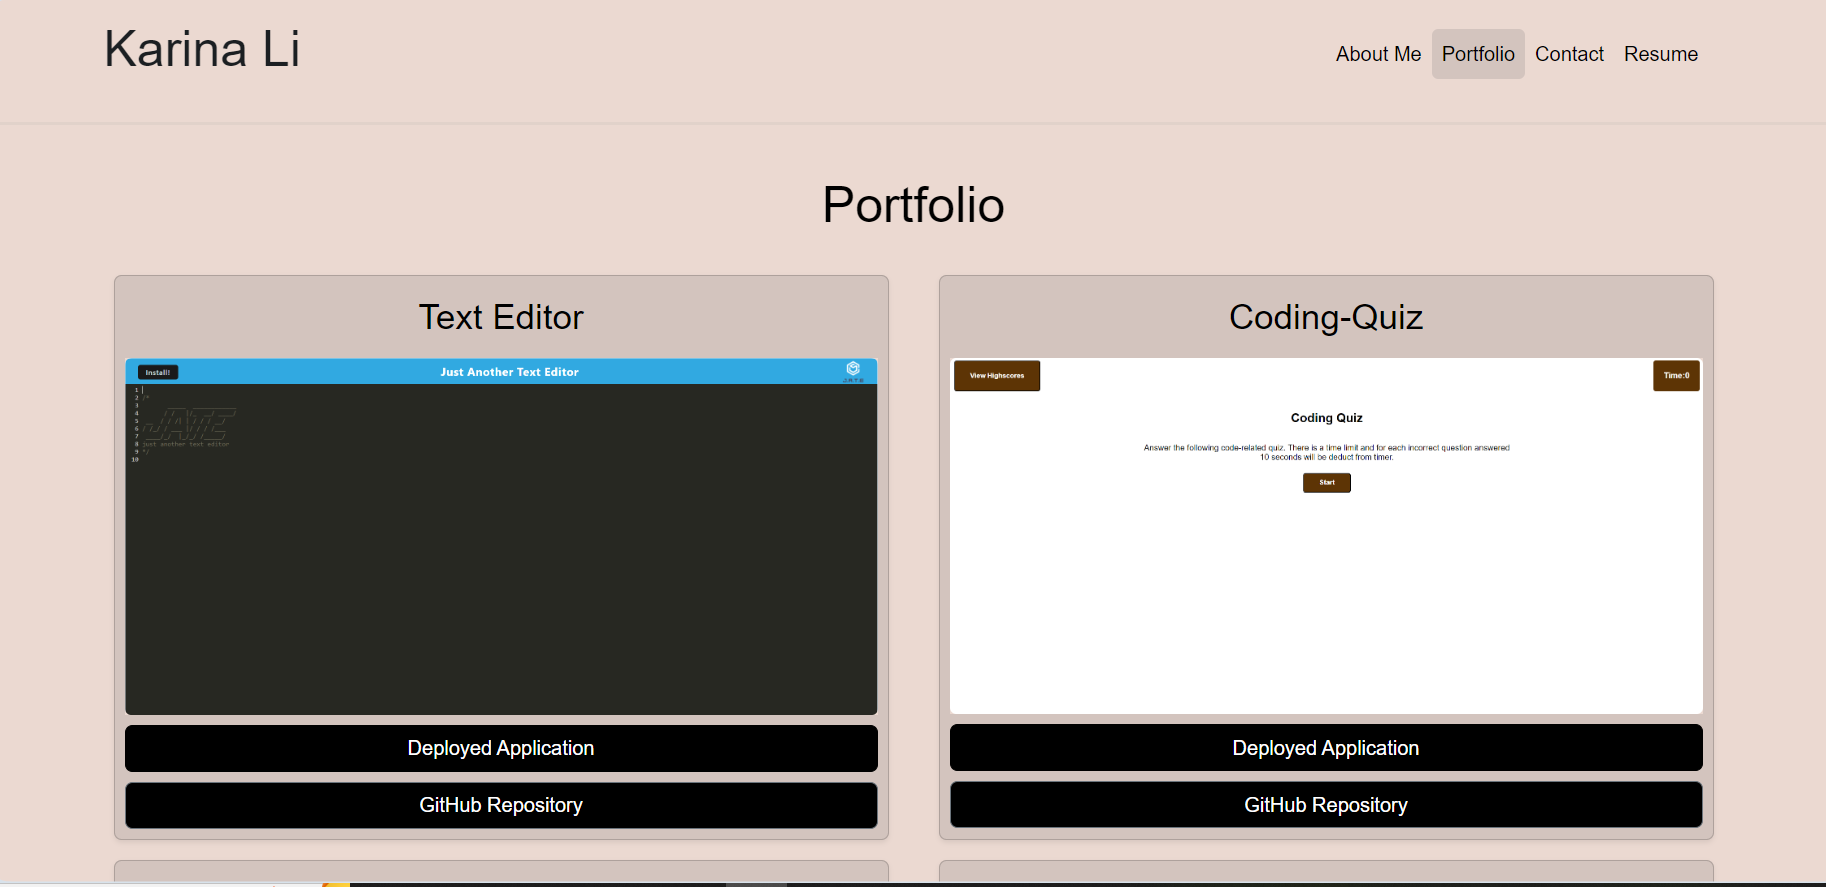 Karina Li
About Me Portfolio Contact Resume
Portfolio
Text Editor
Install!
Just Another Text Editor
JATE
1
2 /*
3
4
5
6
7
8 just another text editor
9 */
10
Deployed Application
GitHub Repository
Coding-Quiz
View Highscores
Time:0
Coding Quiz
Answer the following code-related quiz. There is a time limit and for each incorrect question answered
10 seconds will be deduct from timer.
Start
Deployed Application
GitHub Repository